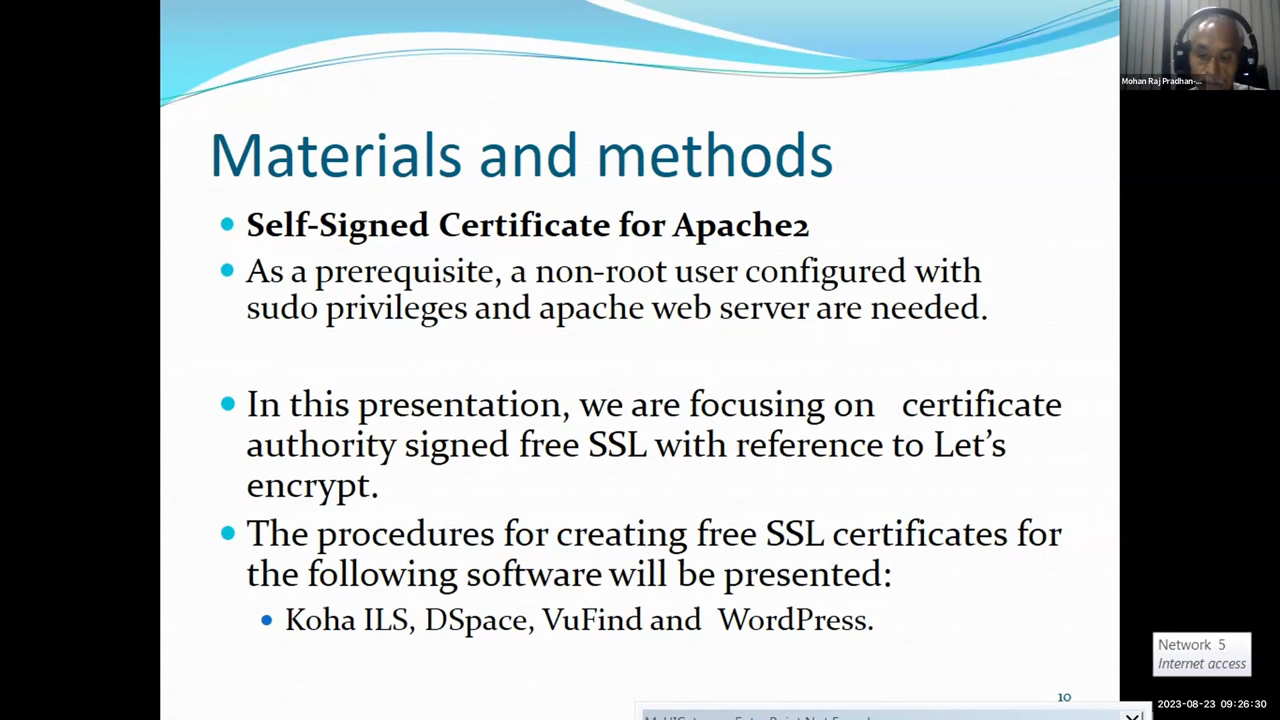 Mohan Raj Pradhan-...
Materials and methods
Self-Signed Certificate for Apache2
As a prerequisite, a non-root user configured with
sudo privileges and apache web server are needed.
In this presentation, we are focusing on certificate
authority signed free SSL with reference to Let’s
encrypt.
The procedures for creating free SSL certificates for
the following software will be presented:
Koha ILS, DSpace, VuFind and WordPress.
Network 5
Internet access
10
2023-08-23 09:26:30